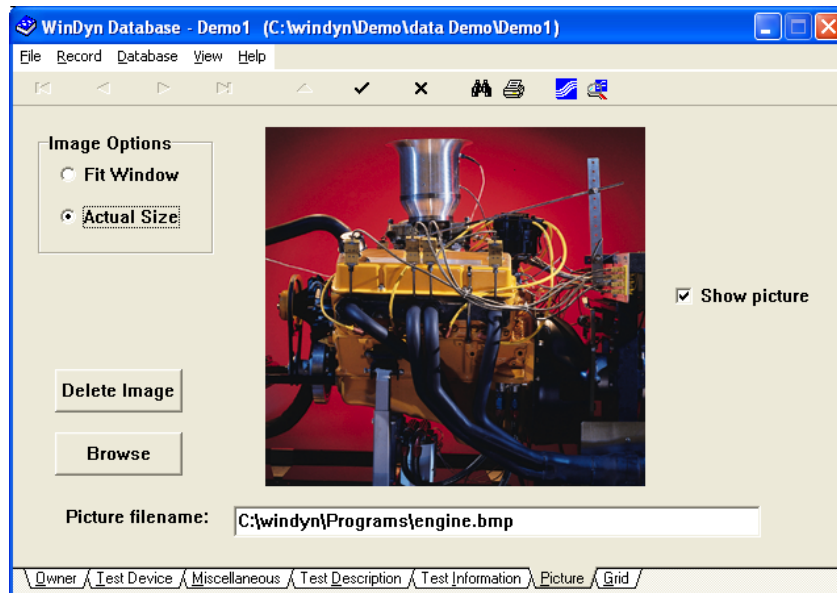 WinDyn Database - Demo1 (C:\windyn\Demo\data Demo\Demo1)
File Record Database View Help
Image Options
Fit Window
Actual Size
Show picture
Delete Image
Browse
Picture filename: C:\windyn\Programs\engine.bmp
Owner Test Device Miscellaneous Test Description Test Information Picture Grid